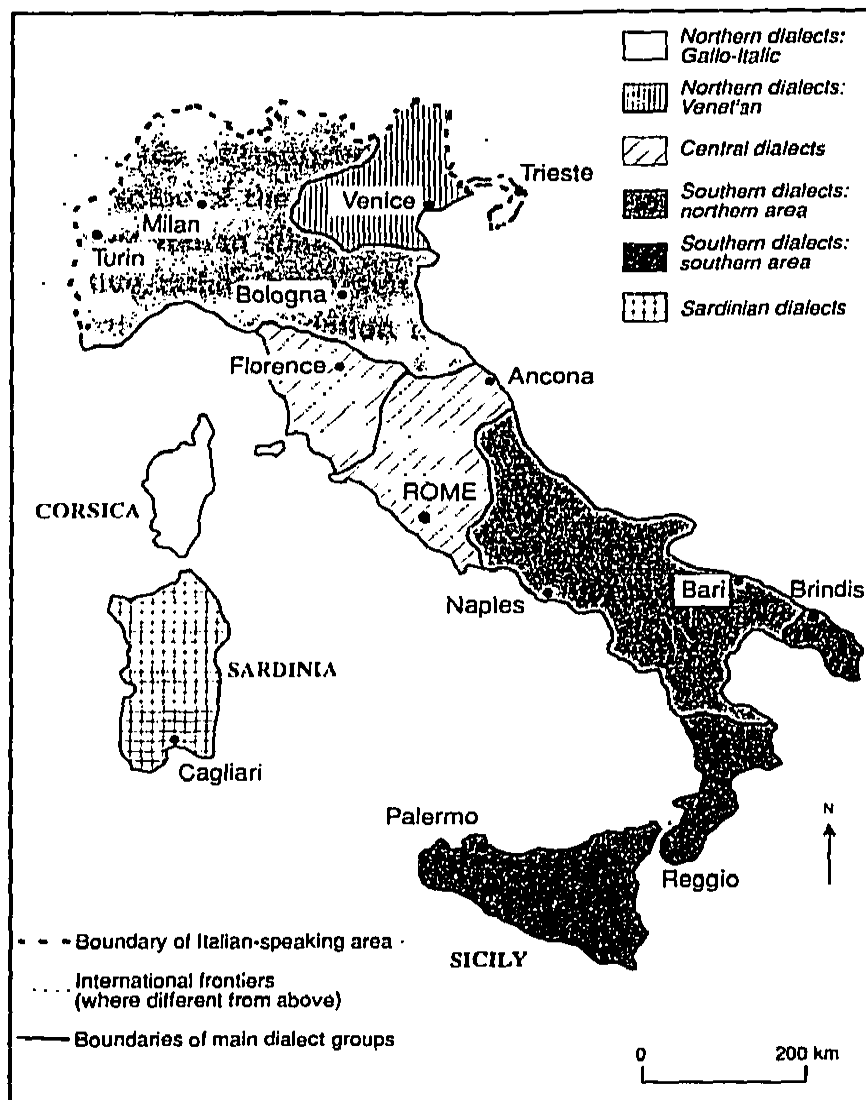 Northern dialects:
Gallo-Italic
Northern dialects:
Venet'an
Central dialects
Southern dialects:
northern area
Southern dialects:
southern area
Sardinian dialects
Trieste
Venice
Milan
Turin
Bologna
Florence
Ancona
CORSICA
ROME
Naples
Bari
Brindis
SARDINIA
Cagliari
Palermo
Reggio
SICILY
N
Boundary of Italian-speaking area
International frontiers
(where different from above)
Boundaries of main dialect groups
0 200 km